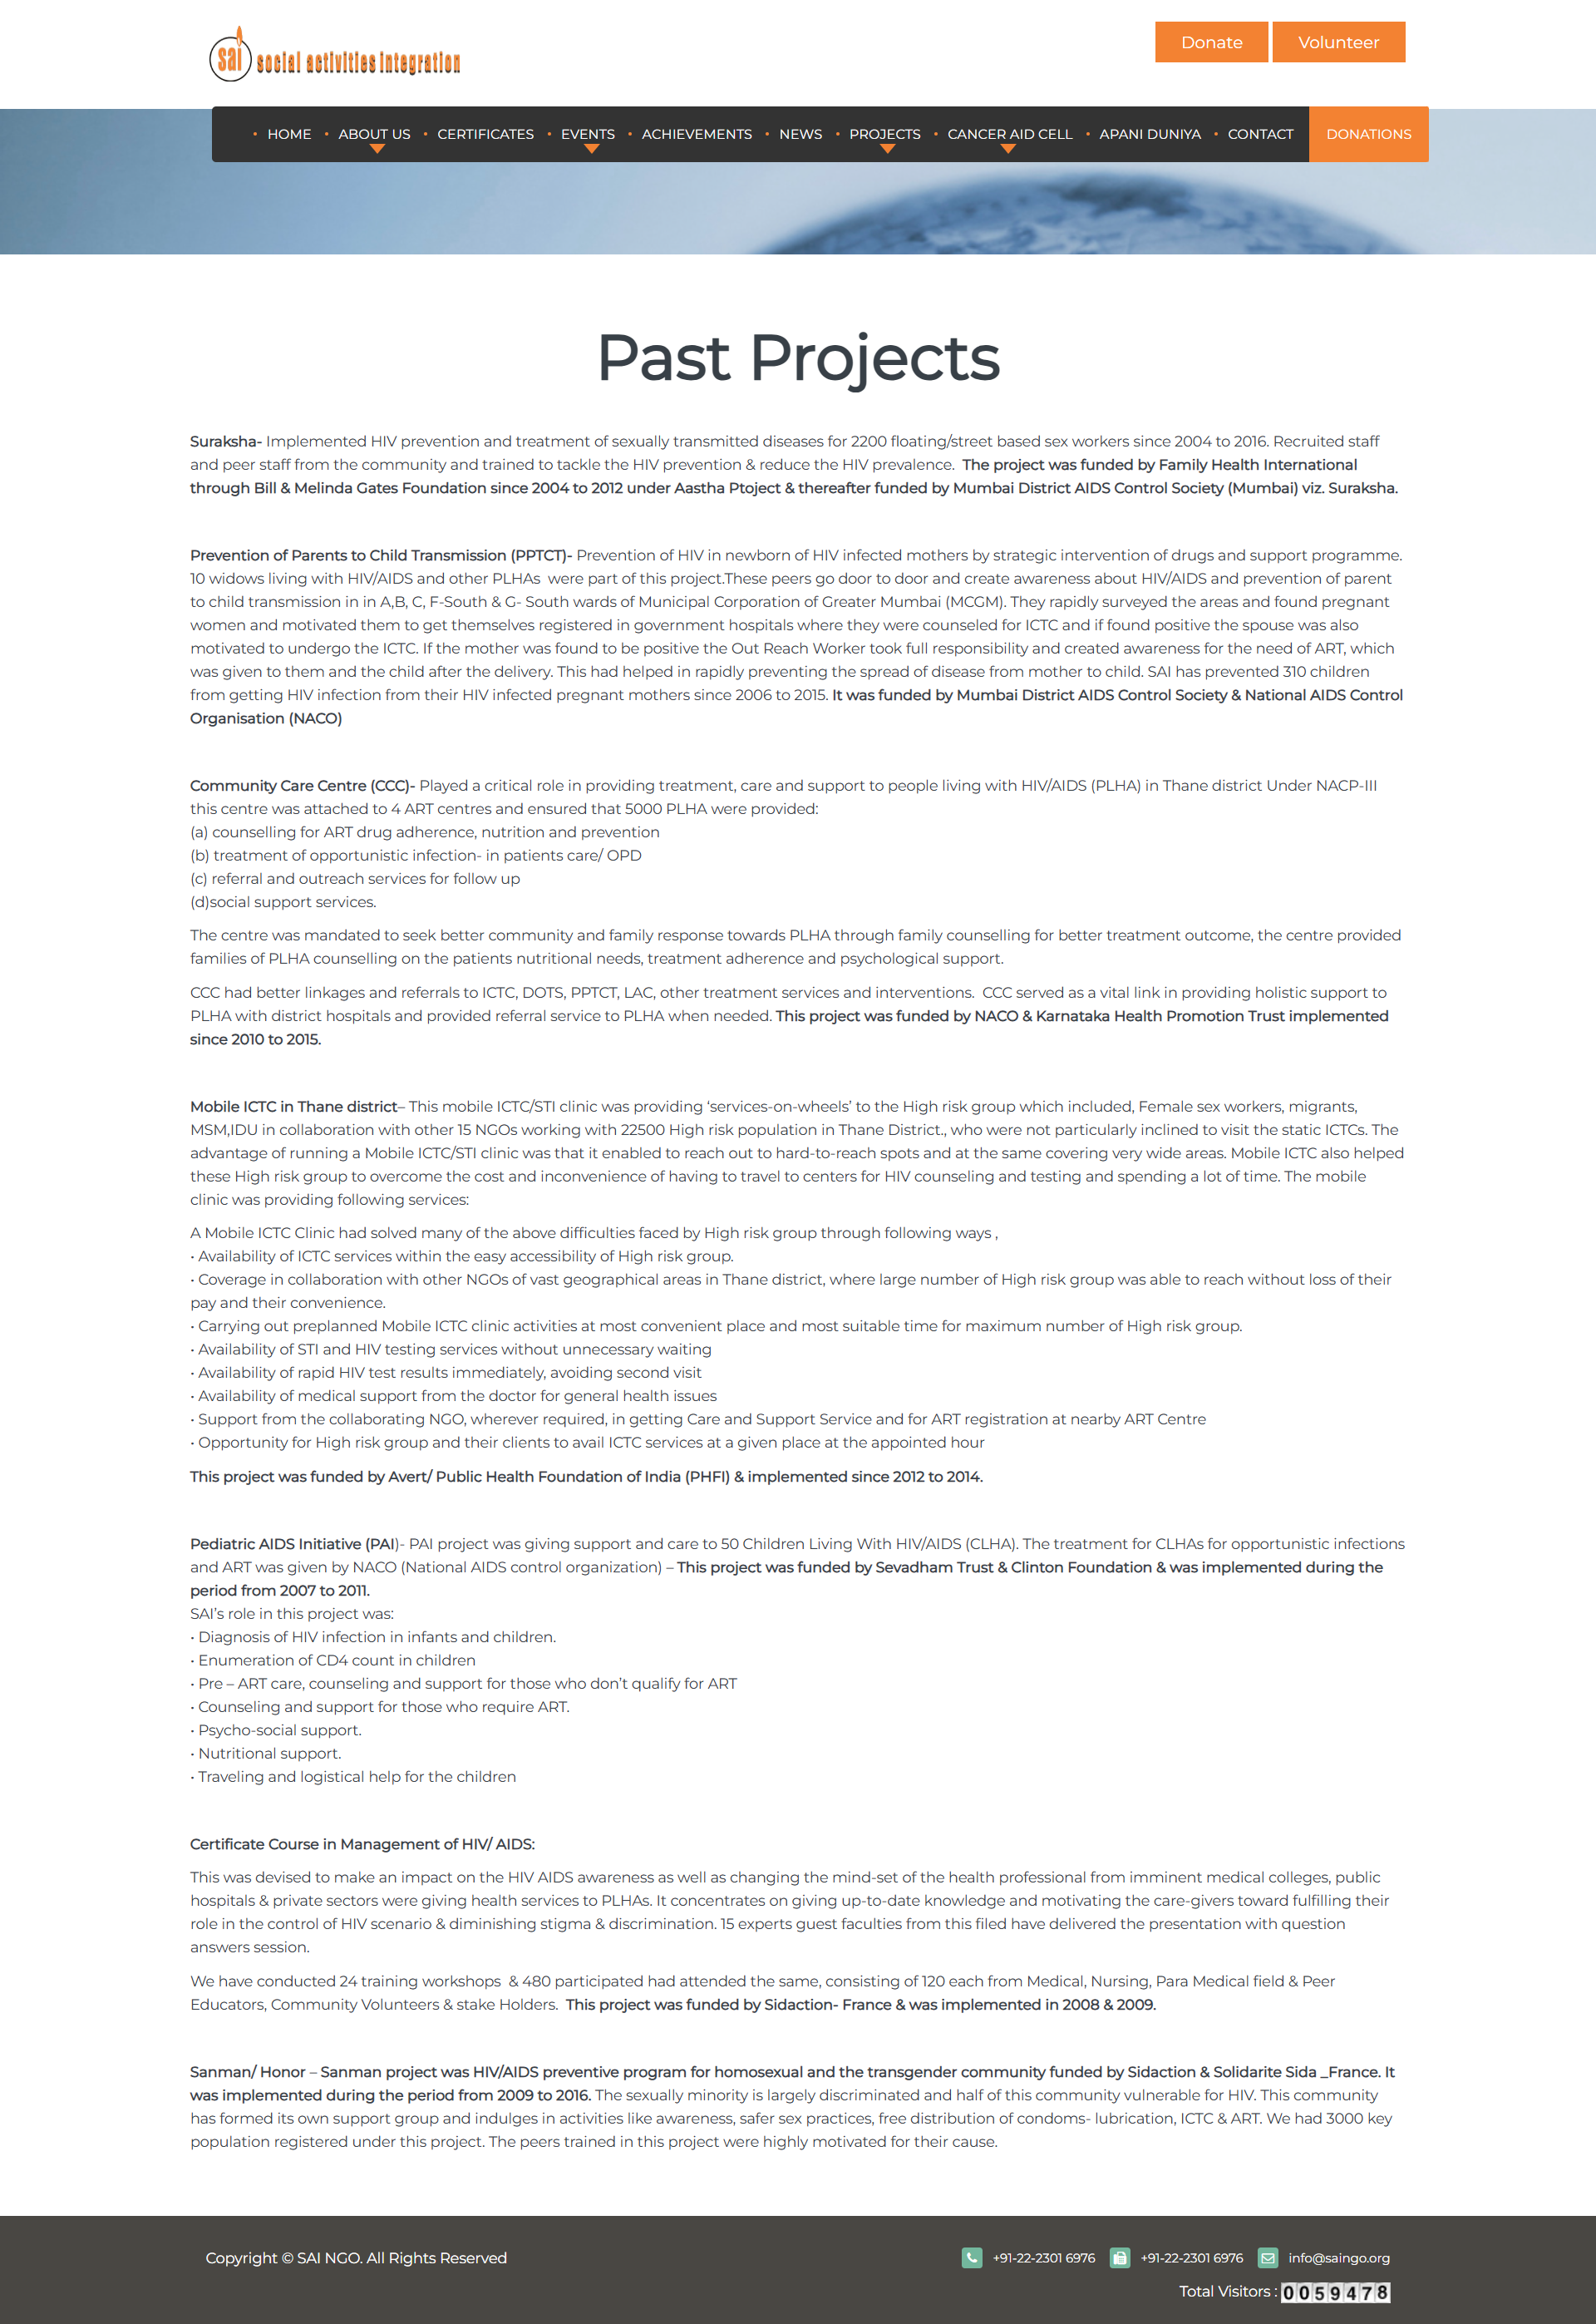 sai social activities integration
Donate Volunteer
• HOME • ABOUT US • CERTIFICATES • EVENTS • ACHIEVEMENTS • NEWS • PROJECTS • CANCER AID CELL • APANI DUNIYA • CONTACT DONATIONS
Past Projects
Suraksha- Implemented HIV prevention and treatment of sexually transmitted diseases for 2200 floating/street based sex workers since 2004 to 2016. Recruited staff
and peer staff from the community and trained to tackle the HIV prevention & reduce the HIV prevalence. The project was funded by Family Health International
through Bill & Melinda Gates Foundation since 2004 to 2012 under Aastha Ptoject & thereafter funded by Mumbai District AIDS Control Society (Mumbai) viz. Suraksha.
Prevention of Parents to Child Transmission (PPTCT)- Prevention of HIV in newborn of HIV infected mothers by strategic intervention of drugs and support programme.
10 widows living with HIV/AIDS and other PLHAs were part of this project.These peers go door to door and create awareness about HIV/AIDS and prevention of parent
to child transmission in in A,B, C, F-South & G- South wards of Municipal Corporation of Greater Mumbai (MCGM). They rapidly surveyed the areas and found pregnant
women and motivated them to get themselves registered in government hospitals where they were counseled for ICTC and if found positive the spouse was also
motivated to undergo the ICTC. If the mother was found to be positive the Out Reach Worker took full responsibility and created awareness for the need of ART, which
was given to them and the child after the delivery. This had helped in rapidly preventing the spread of disease from mother to child. SAI has prevented 310 children
from getting HIV infection from their HIV infected pregnant mothers since 2006 to 2015. It was funded by Mumbai District AIDS Control Society & National AIDS Control
Organisation (NACO)
Community Care Centre (CCC)- Played a critical role in providing treatment, care and support to people living with HIV/AIDS (PLHA) in Thane district Under NACP-III
this centre was attached to 4 ART centres and ensured that 5000 PLHA were provided:
(a) counselling for ART drug adherence, nutrition and prevention
(b) treatment of opportunistic infection- in patients care/ OPD
(c) referral and outreach services for follow up
(d)social support services.
The centre was mandated to seek better community and family response towards PLHA through family counselling for better treatment outcome, the centre provided
families of PLHA counselling on the patients nutritional needs, treatment adherence and psychological support.
CCC had better linkages and referrals to ICTC, DOTS, PPTCT, LAC, other treatment services and interventions. CCC served as a vital link in providing holistic support to
PLHA with district hospitals and provided referral service to PLHA when needed. This project was funded by NACO & Karnataka Health Promotion Trust implemented
since 2010 to 2015.
Mobile ICTC in Thane district– This mobile ICTC/STI clinic was providing ‘services-on-wheels’ to the High risk group which included, Female sex workers, migrants,
MSM,IDU in collaboration with other 15 NGOs working with 22500 High risk population in Thane District., who were not particularly inclined to visit the static ICTCs. The
advantage of running a Mobile ICTC/STI clinic was that it enabled to reach out to hard-to-reach spots and at the same covering very wide areas. Mobile ICTC also helped
these High risk group to overcome the cost and inconvenience of having to travel to centers for HIV counseling and testing and spending a lot of time. The mobile
clinic was providing following services:
A Mobile ICTC Clinic had solved many of the above difficulties faced by High risk group through following ways ,
• Availability of ICTC services within the easy accessibility of High risk group.
• Coverage in collaboration with other NGOs of vast geographical areas in Thane district, where large number of High risk group was able to reach without loss of their
pay and their convenience.
• Carrying out preplanned Mobile ICTC clinic activities at most convenient place and most suitable time for maximum number of High risk group.
• Availability of STI and HIV testing services without unnecessary waiting
• Availability of rapid HIV test results immediately, avoiding second visit
• Availability of medical support from the doctor for general health issues
• Support from the collaborating NGO, wherever required, in getting Care and Support Service and for ART registration at nearby ART Centre
• Opportunity for High risk group and their clients to avail ICTC services at a given place at the appointed hour
This project was funded by Avert/ Public Health Foundation of India (PHFI) & implemented since 2012 to 2014.
Pediatric AIDS Initiative (PAI)- PAI project was giving support and care to 50 Children Living With HIV/AIDS (CLHA). The treatment for CLHAs for opportunistic infections
and ART was given by NACO (National AIDS control organization) – This project was funded by Sevadham Trust & Clinton Foundation & was implemented during the
period from 2007 to 2011.
SAI’s role in this project was:
• Diagnosis of HIV infection in infants and children.
• Enumeration of CD4 count in children
• Pre – ART care, counseling and support for those who don’t qualify for ART
• Counseling and support for those who require ART.
• Psycho-social support.
• Nutritional support.
• Traveling and logistical help for the children
Certificate Course in Management of HIV/ AIDS:
This was devised to make an impact on the HIV AIDS awareness as well as changing the mind-set of the health professional from imminent medical colleges, public
hospitals & private sectors were giving health services to PLHAs. It concentrates on giving up-to-date knowledge and motivating the care-givers toward fulfilling their
role in the control of HIV scenario & diminishing stigma & discrimination. 15 experts guest faculties from this filed have delivered the presentation with question
answers session.
We have conducted 24 training workshops & 480 participated had attended the same, consisting of 120 each from Medical, Nursing, Para Medical field & Peer
Educators, Community Volunteers & stake Holders. This project was funded by Sidaction- France & was implemented in 2008 & 2009.
Sanman/ Honor – Sanman project was HIV/AIDS preventive program for homosexual and the transgender community funded by Sidaction & Solidarite Sida _France. It
was implemented during the period from 2009 to 2016. The sexually minority is largely discriminated and half of this community vulnerable for HIV. This community
has formed its own support group and indulges in activities like awareness, safer sex practices, free distribution of condoms- lubrication, ICTC & ART. We had 3000 key
population registered under this project. The peers trained in this project were highly motivated for their cause.
Copyright © SAI NGO. All Rights Reserved +91-22-2301 6976 +91-22-2301 6976 info@saingo.org
Total Visitors : 0059478